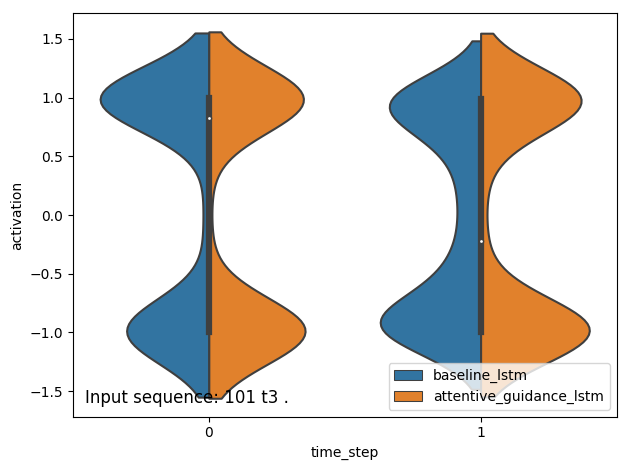 1.5
1.0
0.5
0.0
−0.5
−1.0
−1.5
activation
Input sequence: 101 t3 .
baseline_lstm
attentive_guidance_lstm
0
1
time_step